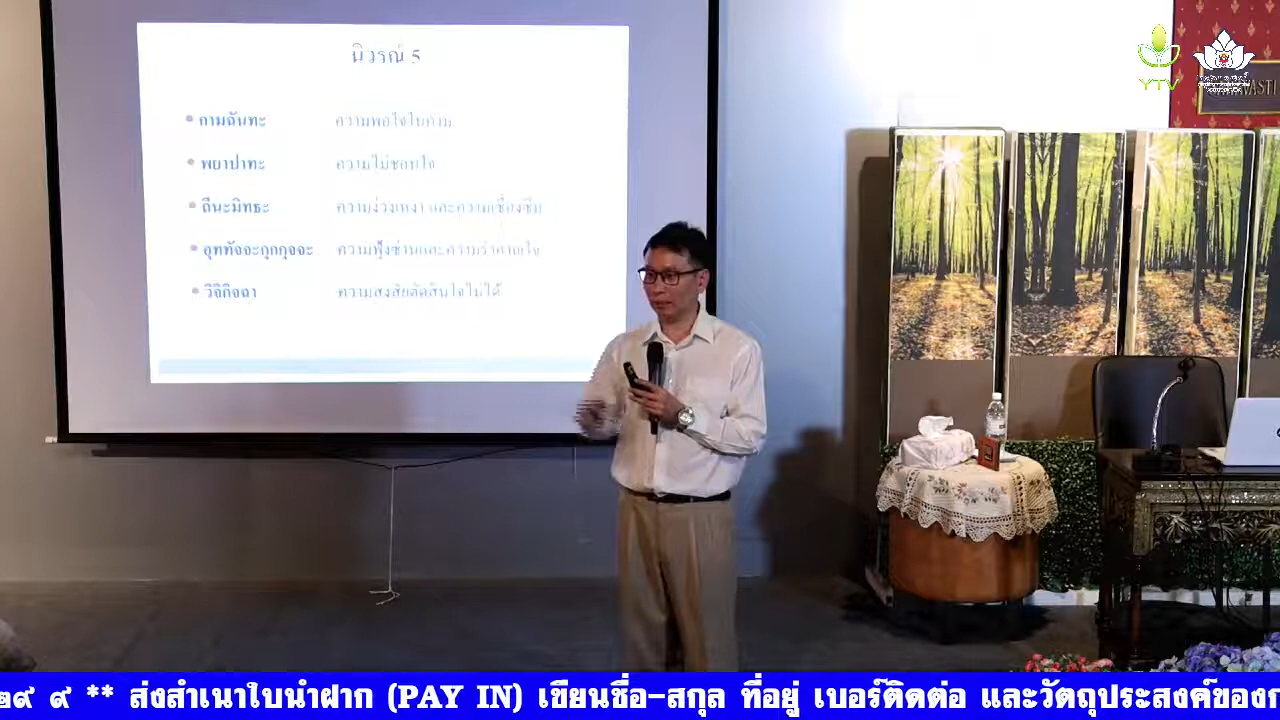 นิวรณ์ 5
กามฉันทะ ความพอใจในกาม
พยาปาทะ ความไม่ชอบใจ
ถีนะมิทธะ ความง่วงเหงา และความเซื่องซึม
อุททัจจะกุกกุจจะ ความฟุ้งซ่านและความรำคาญใจ
วิจิกิจฉา ความสงสัยตัดสินใจไม่ได้
YTV
๒๙ ๙ ** ส่งสำเนาใบนำฝาก (PAY IN) เขียนชื่อ-สกุล ที่อยู่ เบอร์ติดต่อ และวัตถุประสงค์ของก